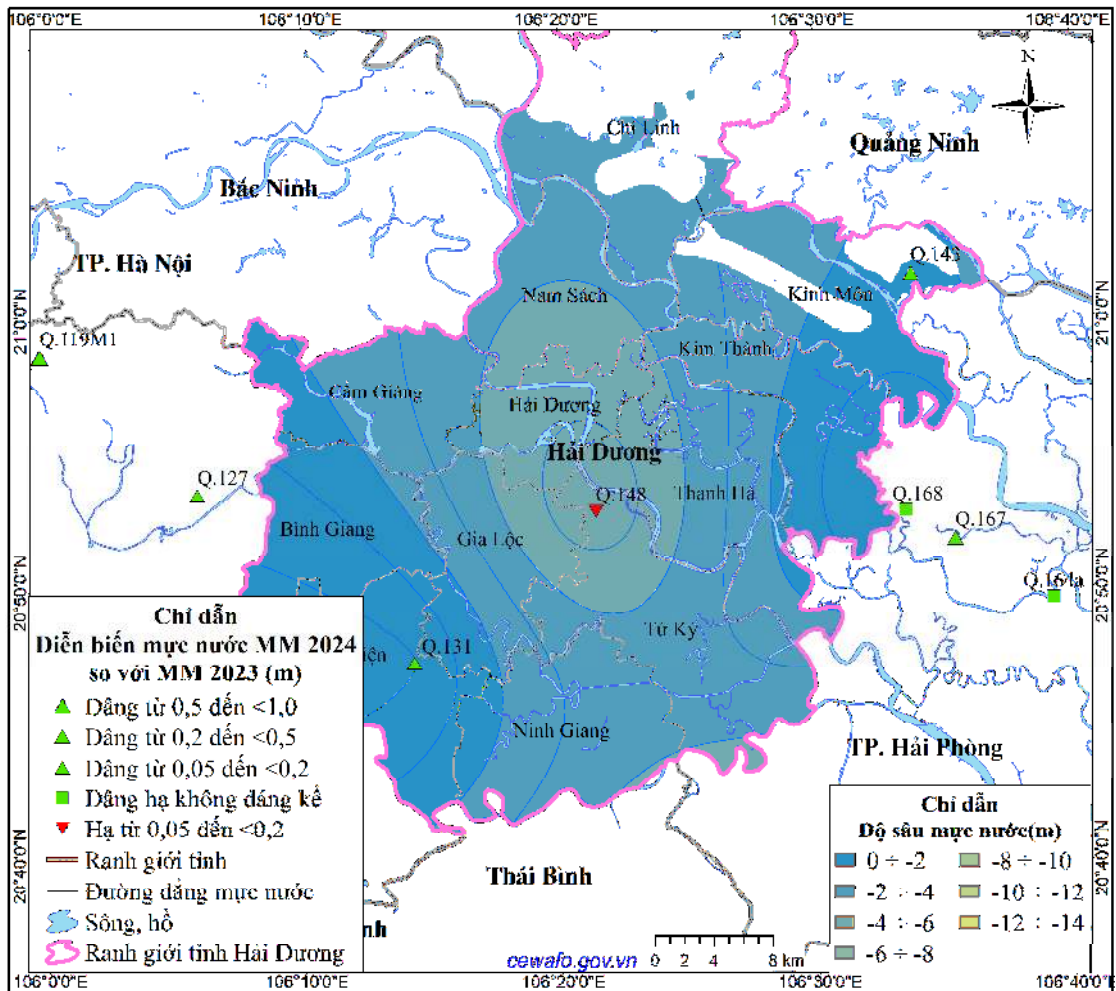 106°0'0"E 106°10'0"E 106°20'0"E 106°30'0"E 106°40'0"E
N
Chí Linh
Quảng Ninh
Bắc Ninh
TP. Hà Nội
Q.143
Nam Sách
Kinh Môn
21°0'0"N
21°0'0"N
Q.119M1
Kim Thành
Cẩm Giàng
Hải Dương
Hải Dương
Q.127
Q.148
Thanh Hà
Q.168
Bình Giang
Gia Lộc
Q.167
20°50'0"N
20°50'0"N
Q.164a
Tứ Kỳ
iện
Q.131
Ninh Giang
TP. Hải Phòng
Thái Bình
nh
20°40'0"N
20°40'0"N
Chỉ dẫn
Diễn biến mực nước MM 2024
so với MM 2023 (m)
Dâng từ 0,5 đến <1,0
Dâng từ 0,2 đến <0,5
Dâng từ 0,05 đến <0,2
Dâng hạ không đáng kể
Hạ từ 0,05 đến <0,2
Ranh giới tỉnh
Đường đẳng mực nước
Sông, hồ
Ranh giới tỉnh Hải Dương
cewafo.gov.vn
0 2 4 8 km
Chỉ dẫn
Độ sâu mực nước(m)
0 ÷ -2
-2 ÷ -4
-4 ÷ -6
-6 ÷ -8
-8 ÷ -10
-10 ÷ -12
-12 ÷ -14
106°0'0"E 106°10'0"E 106°20'0"E 106°30'0"E 106°40'0"E